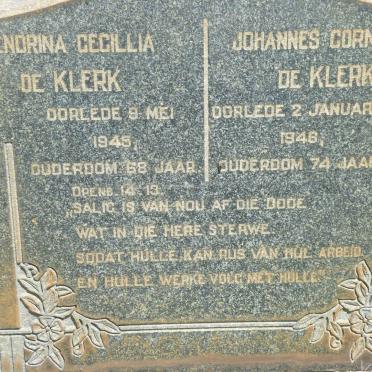 ENDRINA CECILLIA
DE KLERK
OORLEDE 9 MEI
1945,
OUDERDOM 68 JAAR.
JOHANNES CORN
DE KLERK
OORLEDE 2 JANUAR
1946,
OUDERDOM 74 JAAR
OPENB. 14:13.
„SALIG IS VAN NOU AF DIE DODE
WAT IN DIE HERE STERWE.
SODAT HULLE KAN RUS VAN HUL ARBEID
EN HULLE WERKE VOLG MET HULLE"